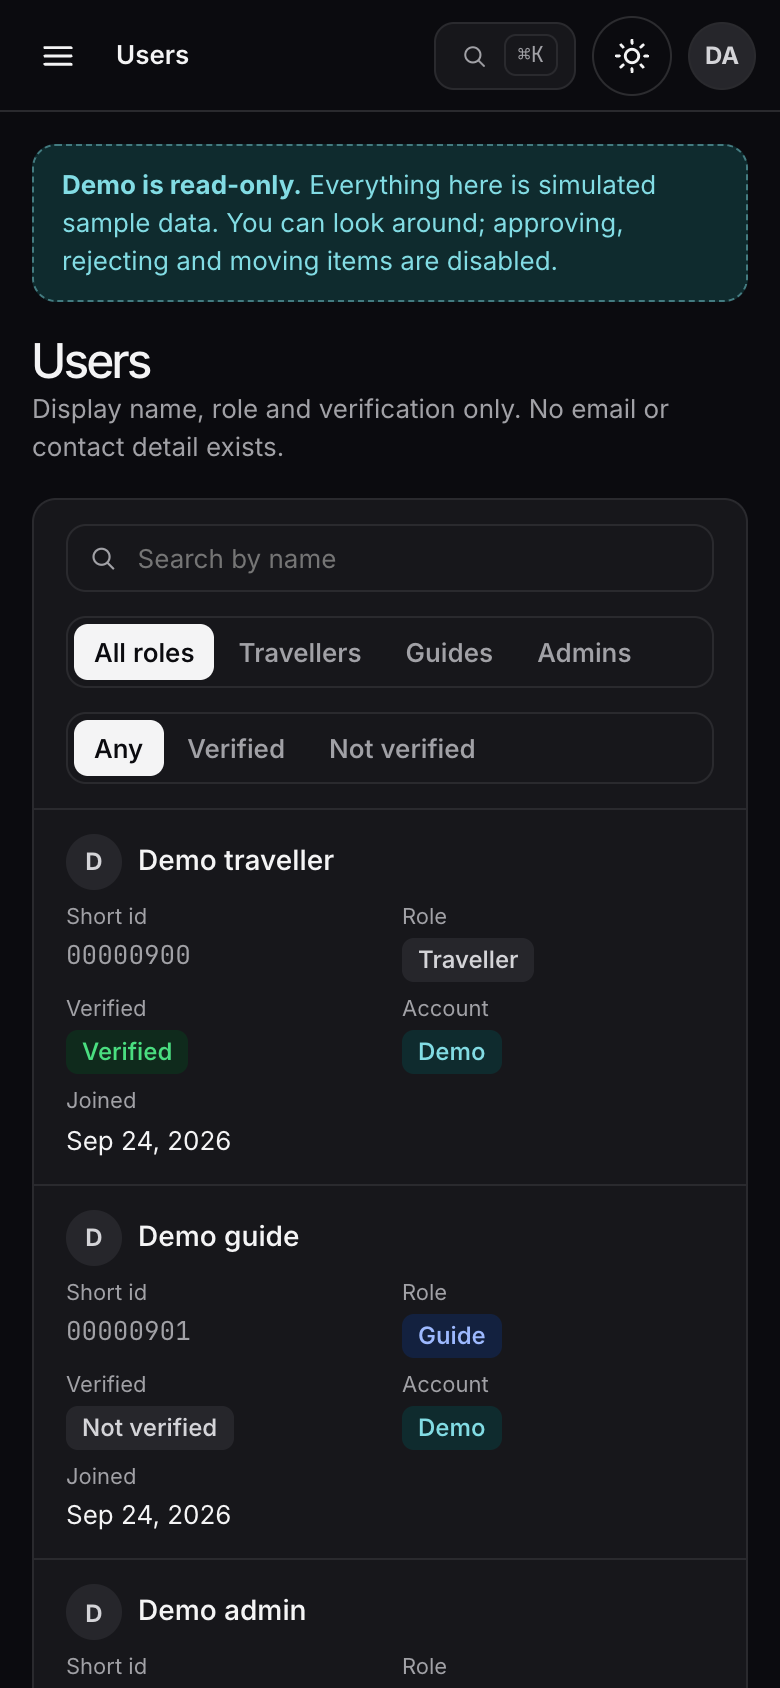 Users
⌘K
DA
Demo is read-only. Everything here is simulated
sample data. You can look around; approving,
rejecting and moving items are disabled.
Users
Display name, role and verification only. No email or
contact detail exists.
Search by name
All roles Travellers Guides Admins
Any Verified Not verified
D Demo traveller
Short id Role
00000900 Traveller
Verified Account
Verified Demo
Joined
Sep 24, 2026
D Demo guide
Short id Role
00000901 Guide
Verified Account
Not verified Demo
Joined
Sep 24, 2026
D Demo admin
Short id Role